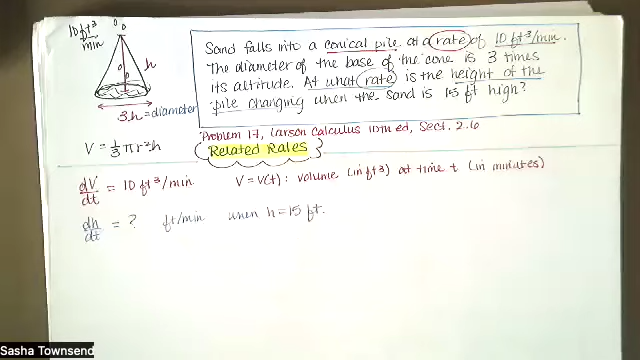 10 ft³/min
h
3h = diameter
Sand falls into a conical pile at a rate of 10 ft³/min.
The diameter of the base of the cone is 3 times
its altitude. At what rate is the height of the
pile changing when the sand is 15 ft high?
V = 1/3 πr²h
Problem 17, Larson Calculus 10th ed, Sect. 2.6
Related Rates
dV/dt = 10 ft³/min V = V(t): volume (in ft³) at time t (in minutes)
dh/dt = ? ft/min when h = 15 ft.
Sasha Townsend